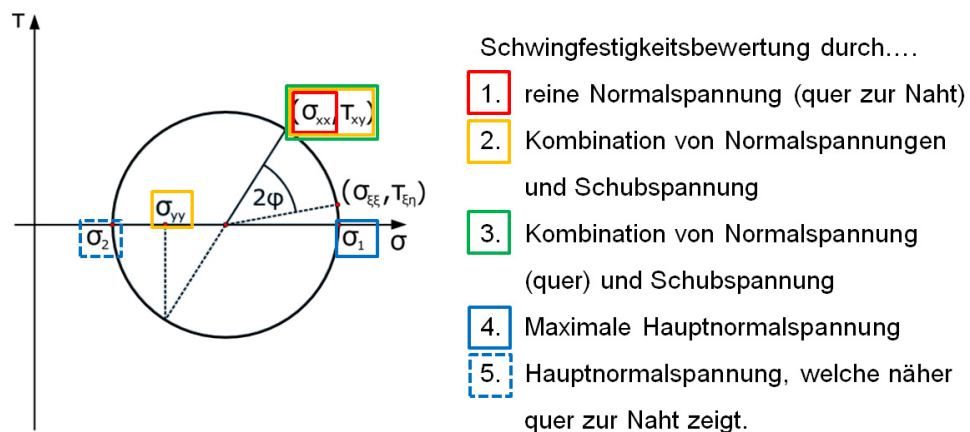 τ
(σxx,τxy)
2φ
(σξξ,τξη)
σyy
σ2
σ1
σ
Schwingfestigkeitsbewertung durch....
1. reine Normalspannung (quer zur Naht)
2. Kombination von Normalspannungen
und Schubspannung
3. Kombination von Normalspannung
(quer) und Schubspannung
4. Maximale Hauptnormalspannung
5. Hauptnormalspannung, welche näher
quer zur Naht zeigt.